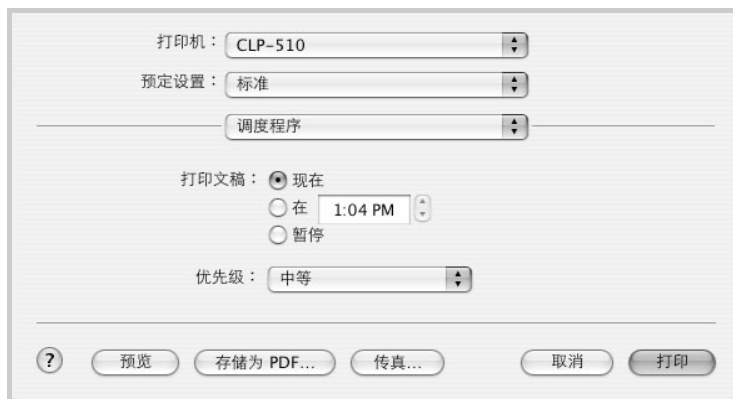 打印机： CLP-510
预定设置： 标准
调度程序
打印文稿： 现在
在 1:04 PM
暂停
优先级： 中等
? 预览 存储为 PDF... 传真... 取消 打印